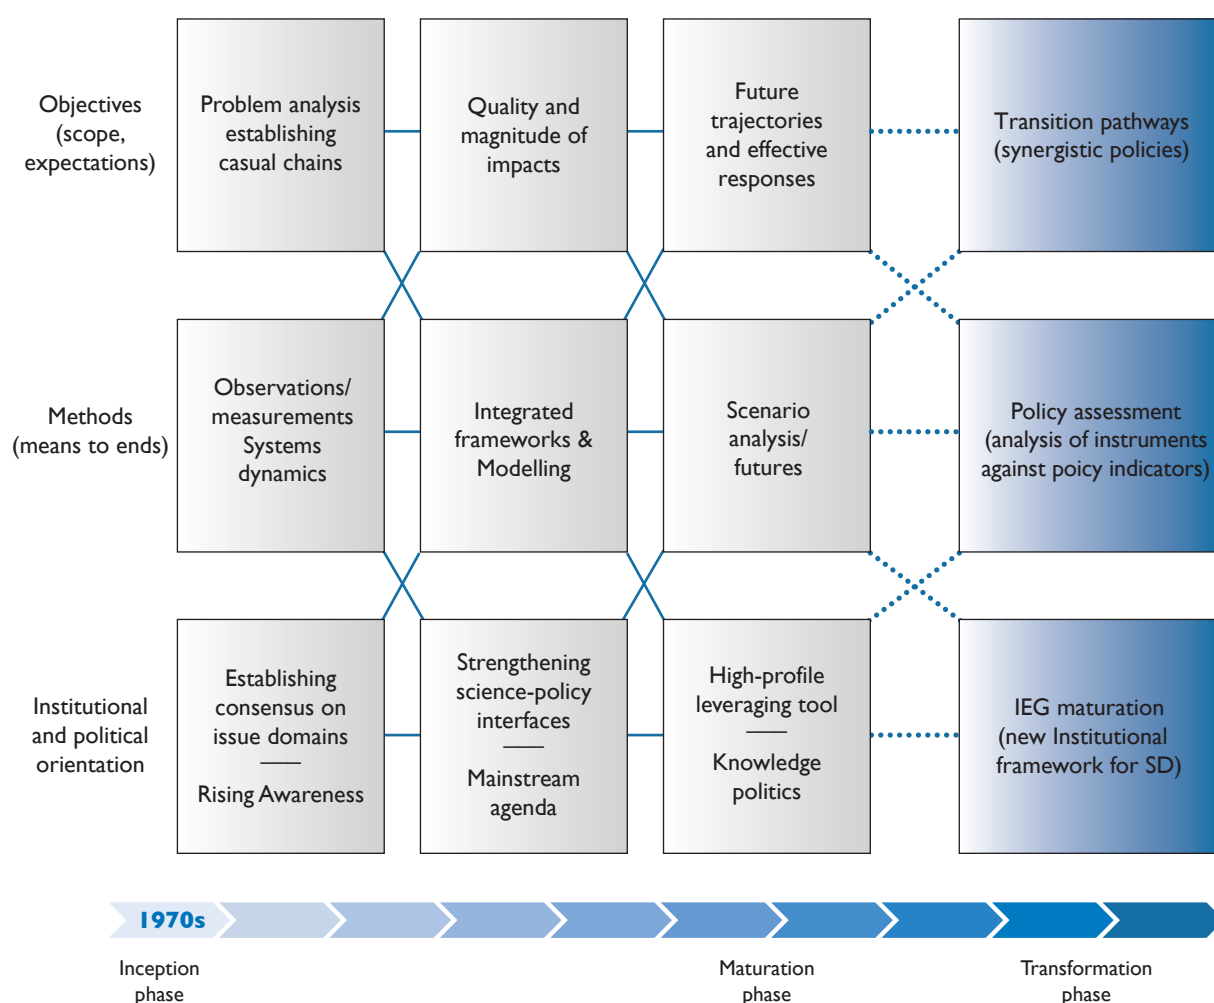 Objectives
(scope,
expectations)
Problem analysis
establishing
casual chains
Quality and
magnitude of
impacts
Future
trajectories
and effective
responses
Transition pathways
(synergistic policies)
Methods
(means to ends)
Observations/
measurements
Systems
dynamics
Integrated
frameworks &
Modelling
Scenario
analysis/
futures
Policy assessment
(analysis of instruments
against poicy indicators)
Institutional
and political
orientation
Establishing
consensus on
issue domains
Rising Awareness
Strengthening
science-policy
interfaces
Mainstream
agenda
High-profile
leveraging tool
Knowledge
politics
IEG maturation
(new Institutional
framework for SD)
1970s
Inception
phase
Maturation
phase
Transformation
phase